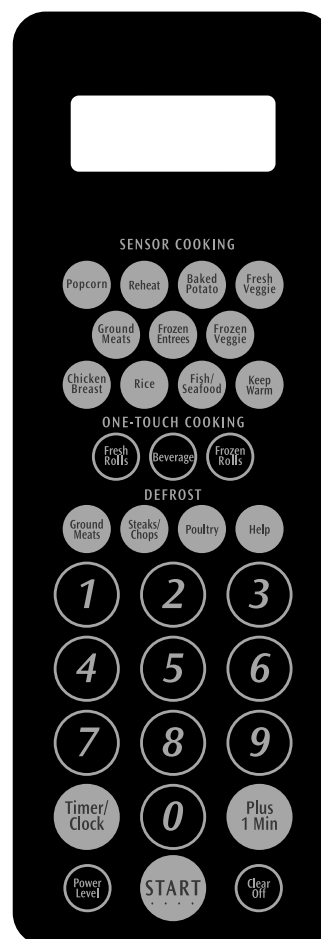 SENSOR COOKING
Popcorn
Reheat
Baked
Potato
Fresh
Veggie
Ground
Meats
Frozen
Entrees
Frozen
Veggie
Chicken
Breast
Rice
Fish/
Seafood
Keep
Warm
ONE-TOUCH COOKING
Fresh
Rolls
Beverage
Frozen
Rolls
DEFROST
Ground
Meats
Steaks/
Chops
Poultry
Help
1
2
3
4
5
6
7
8
9
Timer/
Clock
0
Plus
1 Min
Power
Level
START
. . . .
Clear
Off